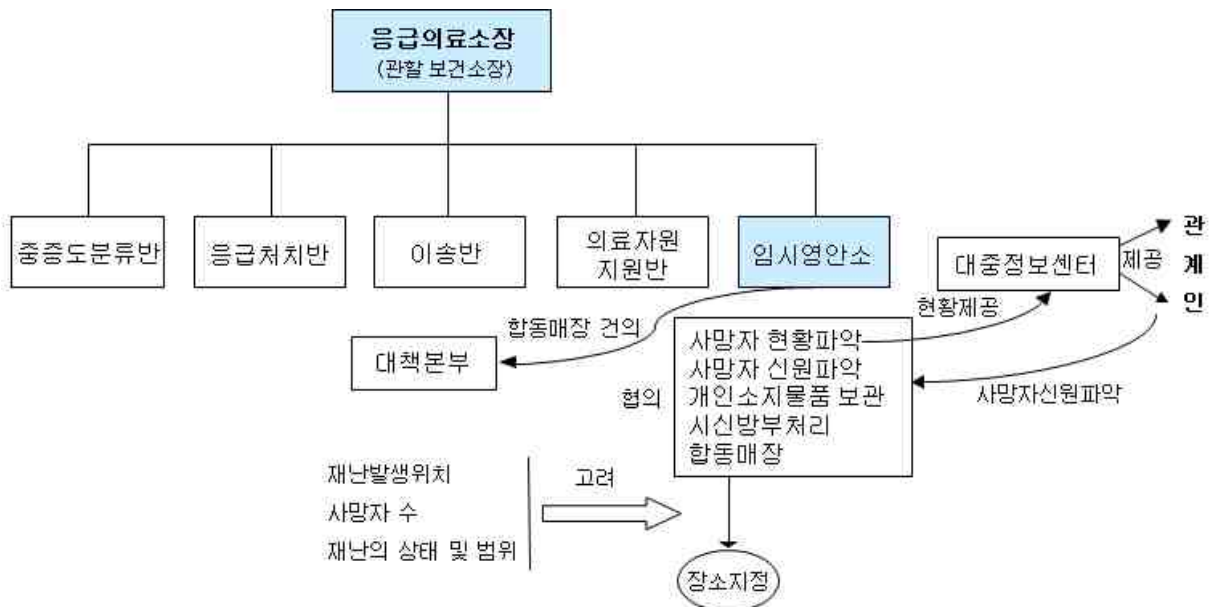 응급의료소장
(관할 보건소장)
중증도분류반
응급처치반
이송반
의료자원
지원반
임시영안소
대중정보센터
제공
관
계
인
합동매장 건의
현황제공
대책본부
협의
사망자 현황파악
사망자 신원파악
개인소지물품 보관
시신방부처리
합동매장
사망자신원파악
재난발생위치
사망자 수
재난의 상태 및 범위
고려
장소지정